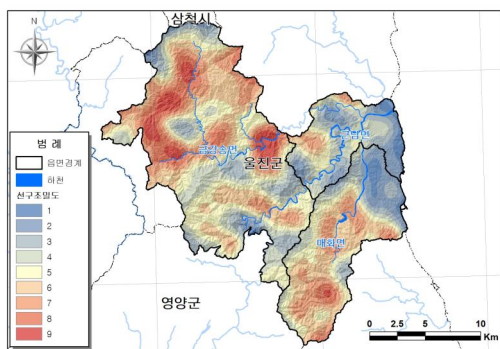 삼척시
N
금강송면
근남면
울진군
매화면
영양군
범 례
읍면경계
하천
선구조밀도
1
2
3
4
5
6
7
8
9
0 2.5 5 10
Km